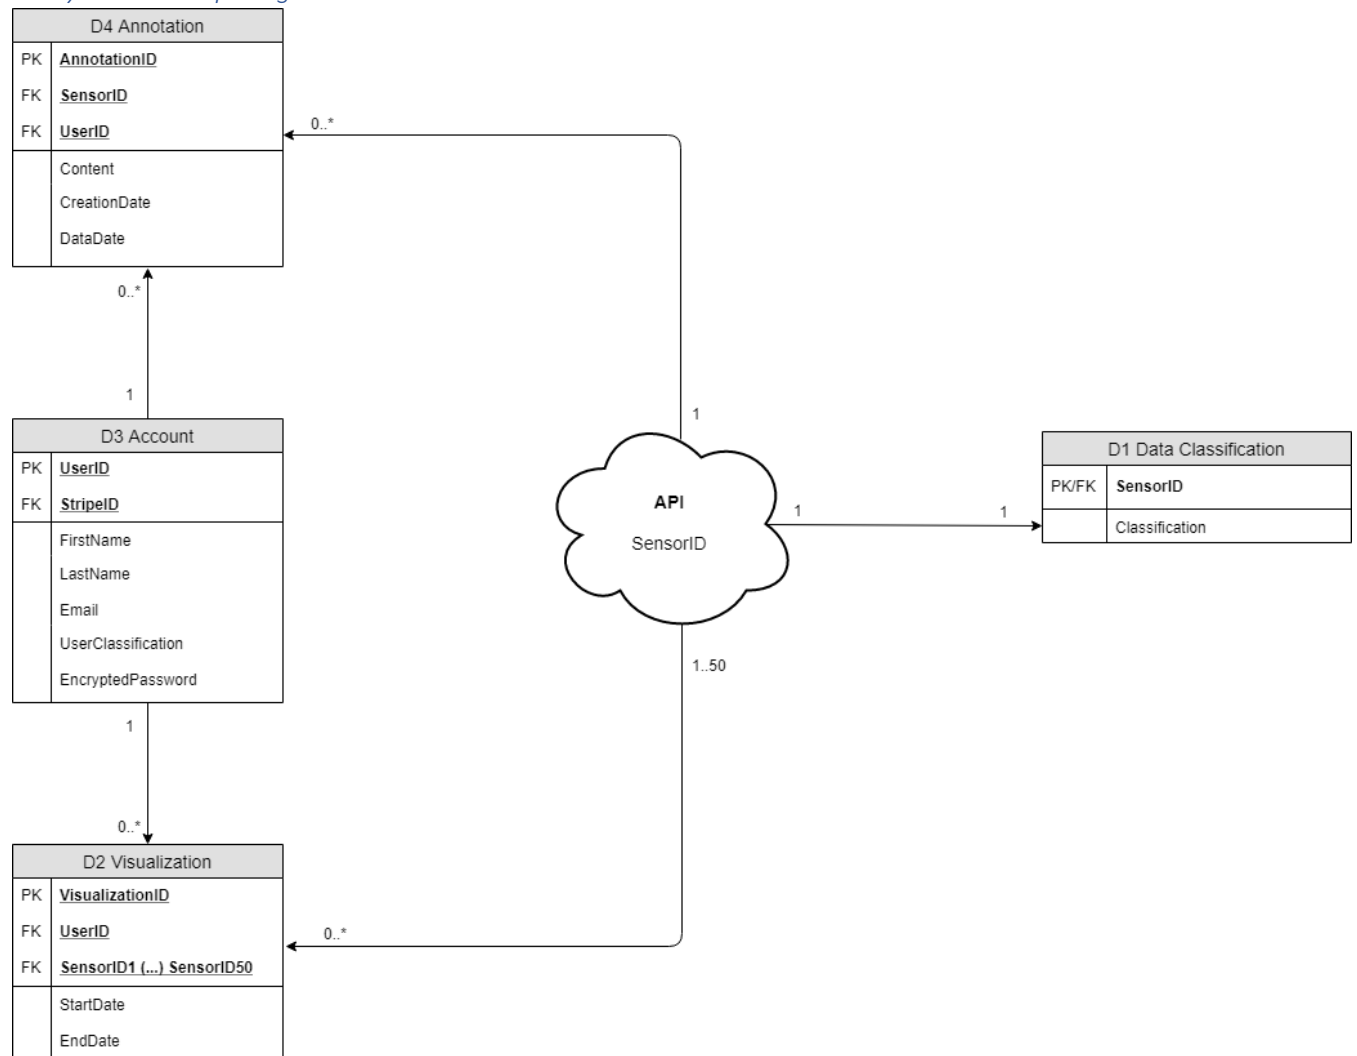 D4 Annotation
PK AnnotationID
FK SensorID
FK UserID
Content
CreationDate
DataDate
0..*
0..*
1
1
D3 Account
PK UserID
FK StripeID
FirstName
LastName
Email
UserClassification
EncryptedPassword
API
SensorID
1
1
D1 Data Classification
PK/FK SensorID
Classification
1..50
1
0..*
D2 Visualization
PK VisualizationID
FK UserID
FK SensorID1 (...) SensorID50
StartDate
EndDate
0..*